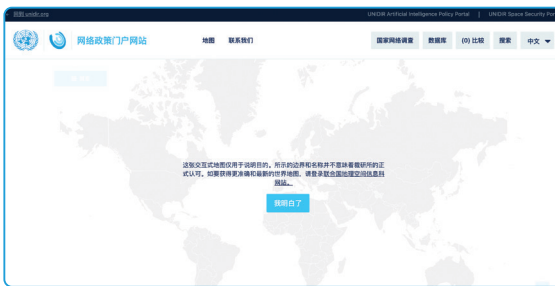 回到 unidir.org
UNIDIR Artificial Intelligence Policy Portal | UNIDIR Space Security Portal
网络政策门户网站
地图 联系我们
国家网络调查 数据库 (0) 比较 搜索 中文
这张交互式地图仅用于说明目的。所示的边界和名称并不意味着裁研所的正
式认可。如要获得更准确和最新的世界地图，请登录联合国地理空间信息科
网站。
我明白了